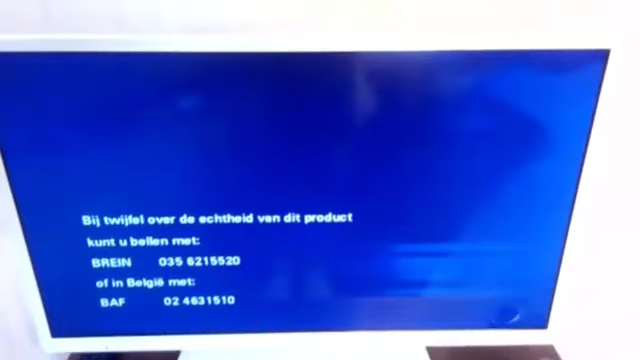 Bij twijfel over de echtheid van dit product
kunt u bellen met:
BREIN 035 6215520
of in België met:
BAF 02 4631510